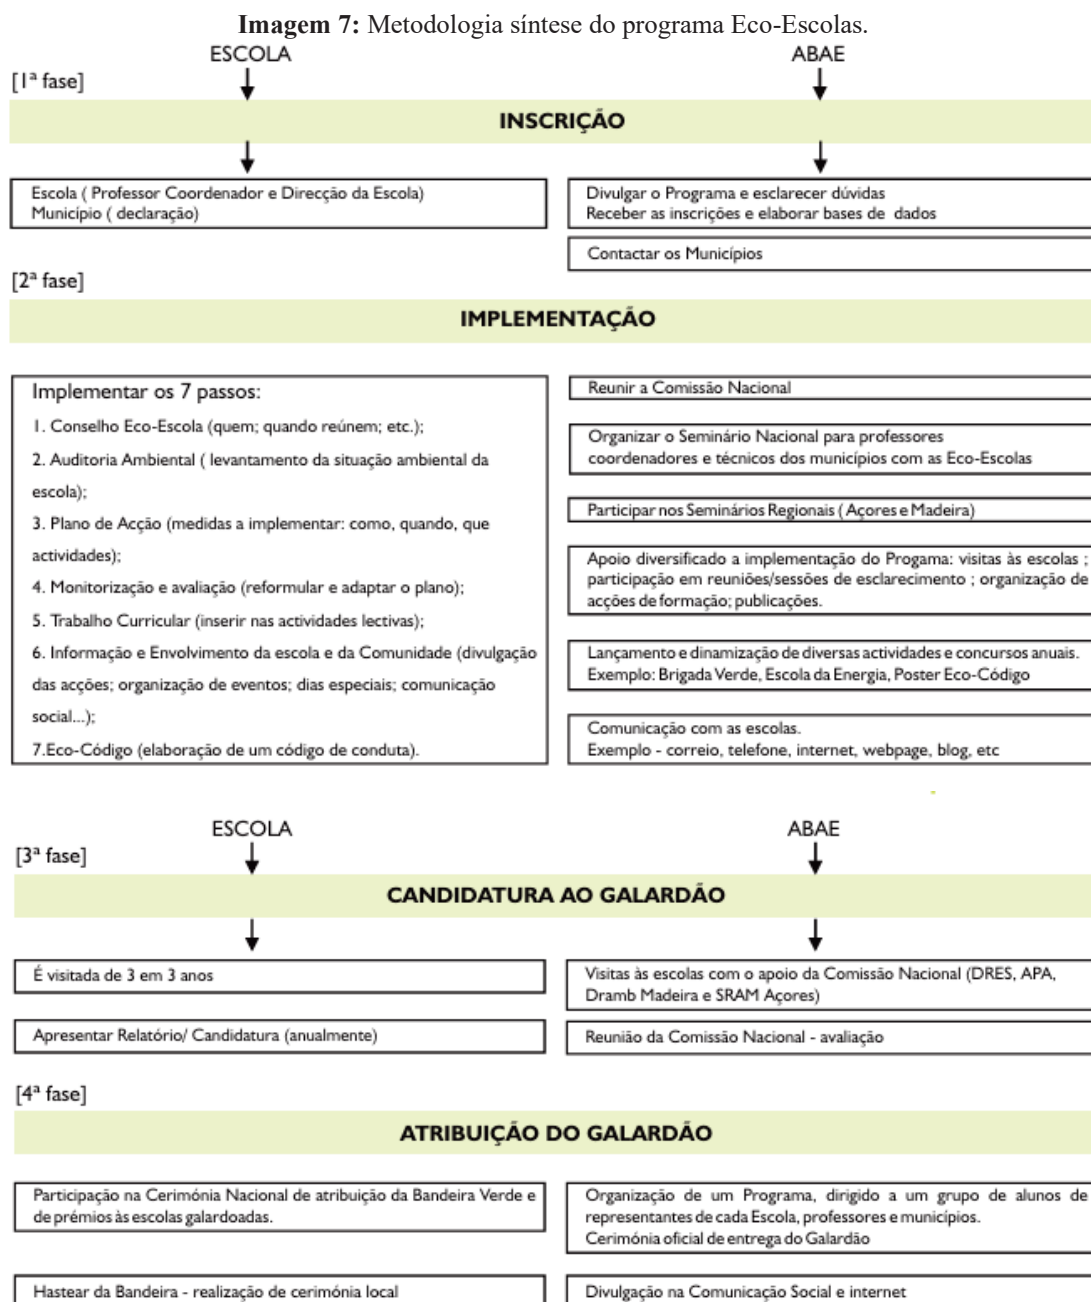 Imagem 7: Metodologia síntese do programa Eco-Escolas.
ESCOLA
ABAE
[1ª fase]
INSCRIÇÃO
Escola ( Professor Coordenador e Direcção da Escola)
Município ( declaração)
Divulgar o Programa e esclarecer dúvidas
Receber as inscrições e elaborar bases de dados
Contactar os Municípios
[2ª fase]
IMPLEMENTAÇÃO
Implementar os 7 passos:
1. Conselho Eco-Escola (quem; quando reúnem; etc.);
2. Auditoria Ambiental ( levantamento da situação ambiental da
escola);
3. Plano de Acção (medidas a implementar: como, quando, que
actividades);
4. Monitorização e avaliação (reformular e adaptar o plano);
5. Trabalho Curricular (inserir nas actividades lectivas);
6. Informação e Envolvimento da escola e da Comunidade (divulgação
das acções; organização de eventos; dias especiais; comunicação
social...);
7.Eco-Código (elaboração de um código de conduta).
Reunir a Comissão Nacional
Organizar o Seminário Nacional para professores
coordenadores e técnicos dos municípios com as Eco-Escolas
Participar nos Seminários Regionais ( Açores e Madeira)
Apoio diversificado a implementação do Progama: visitas às escolas ;
participação em reuniões/sessões de esclarecimento ; organização de
acções de formação; publicações.
Lançamento e dinamização de diversas actividades e concursos anuais.
Exemplo: Brigada Verde, Escola da Energia, Poster Eco-Código
Comunicação com as escolas.
Exemplo - correio, telefone, internet, webpage, blog, etc
ESCOLA
ABAE
[3ª fase]
CANDIDATURA AO GALARDÃO
É visitada de 3 em 3 anos
Apresentar Relatório/ Candidatura (anualmente)
Visitas às escolas com o apoio da Comissão Nacional (DRES, APA,
Dramb Madeira e SRAM Açores)
Reunião da Comissão Nacional - avaliação
[4ª fase]
ATRIBUIÇÃO DO GALARDÃO
Participação na Cerimónia Nacional de atribuição da Bandeira Verde e
de prémios às escolas galardoadas.
Hastear da Bandeira - realização de cerimónia local
Organização de um Programa, dirigido a um grupo de alunos de
representantes de cada Escola, professores e municípios.
Cerimónia oficial de entrega do Galardão
Divulgação na Comunicação Social e internet